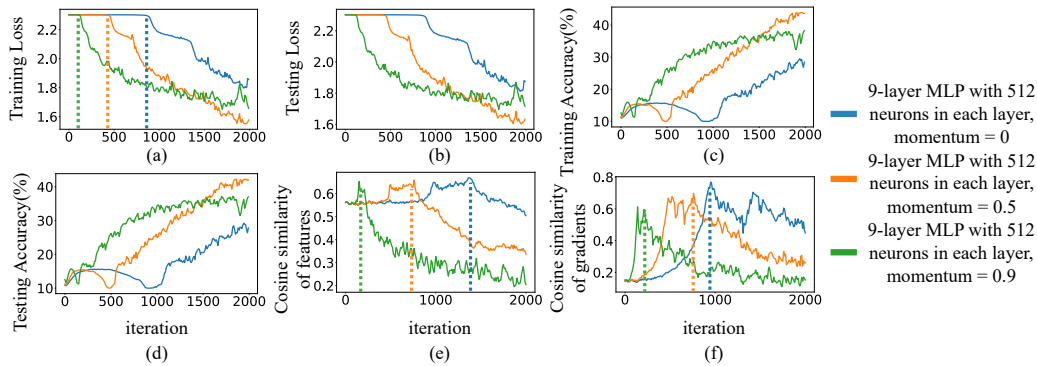 Training Loss
2.2
2.0
1.8
1.6
0
500
1000
1500
2000
(a)
Testing Loss
2.2
2.0
1.8
1.6
0
500
1000
1500
2000
(b)
Training Accuracy(%)
40
30
20
10
0
500
1000
1500
2000
(c)
Testing Accuracy(%)
40
30
20
10
0
500
1000
1500
2000
iteration
(d)
Cosine similarity
of features
0.6
0.5
0.4
0.3
0.2
0
1000
2000
iteration
(e)
Cosine similarity
of gradients
0.8
0.6
0.4
0.2
0
500
1000
1500
2000
iteration
(f)
9-layer MLP with 512
neurons in each layer,
momentum = 0
9-layer MLP with 512
neurons in each layer,
momentum = 0.5
9-layer MLP with 512
neurons in each layer,
momentum = 0.9